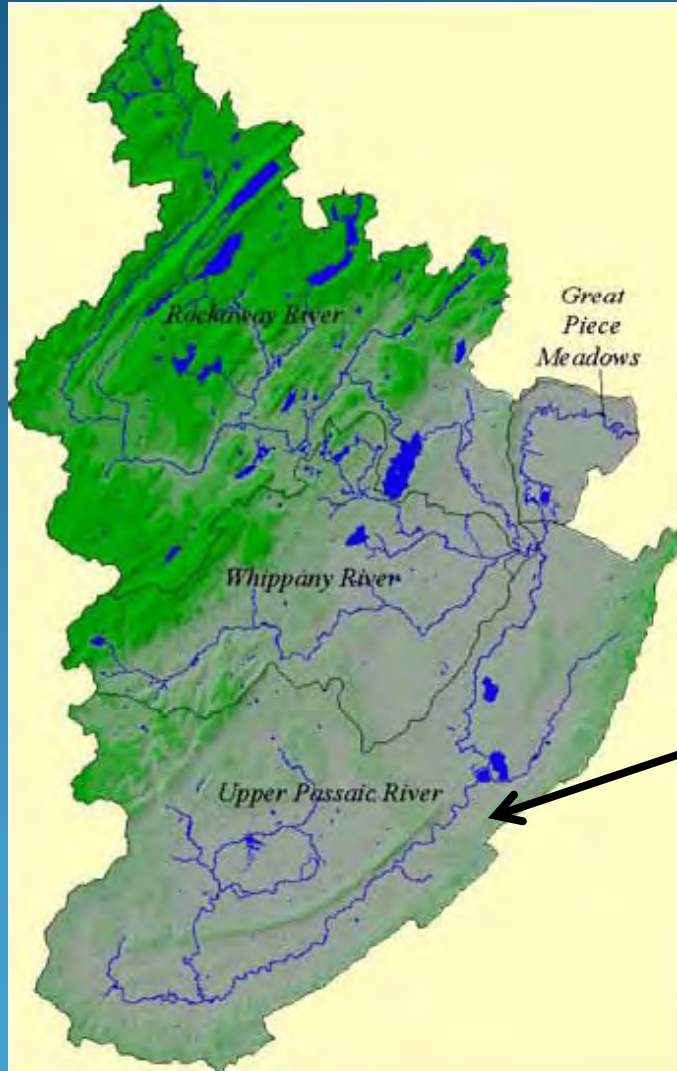 Great
Piece
Meadows
Rockaway River
Whippany River
Upper Passaic River